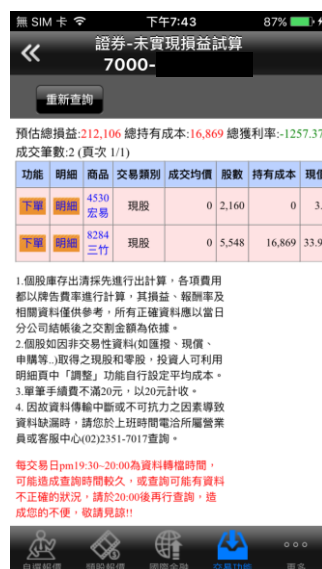 無 SIM 卡 下午7:43 87%
證券-未實現損益試算
7000-
重新查詢
預估總損益:212,106 總持有成本:16,869 總獲利率:-1257.37
成交筆數:2 (頁次 1/1)
功能 明細 商品 交易類別 成交均價 股數 持有成本 現價
下單 明細 4530 宏易 現股 0 2,160 0 3.
下單 明細 8284 三竹 現股 0 5,548 16,869 33.9
1.個股庫存出清採先進行出計算，各項費用
都以牌告費率進行計算，其損益、報酬率及
相關資料僅供參考，所有正確資料應以當日
分公司結帳後之交割金額為依據。
2.個股如因非交易性資料(如匯撥、現償、
申購等..)取得之現股和零股，投資人可利用
明細頁中「調整」功能自行設定平均成本。
3.單筆手續費不滿20元，以20元計收。
4. 因故資料傳輸中斷或不可抗力之因素導致
資料缺漏時，請您於上班時間電洽所屬營業
員或客服中心(02)2351-7017查詢。
每交易日pm19:30~20:00為資料轉檔時間，
可能造成查詢時間較久，或查詢可能有資料
不正確的狀況，請於20:00後再行查詢，造
成您的不便，敬請見諒!!
自選報價 類股報價 國際金融 交易功能 更多